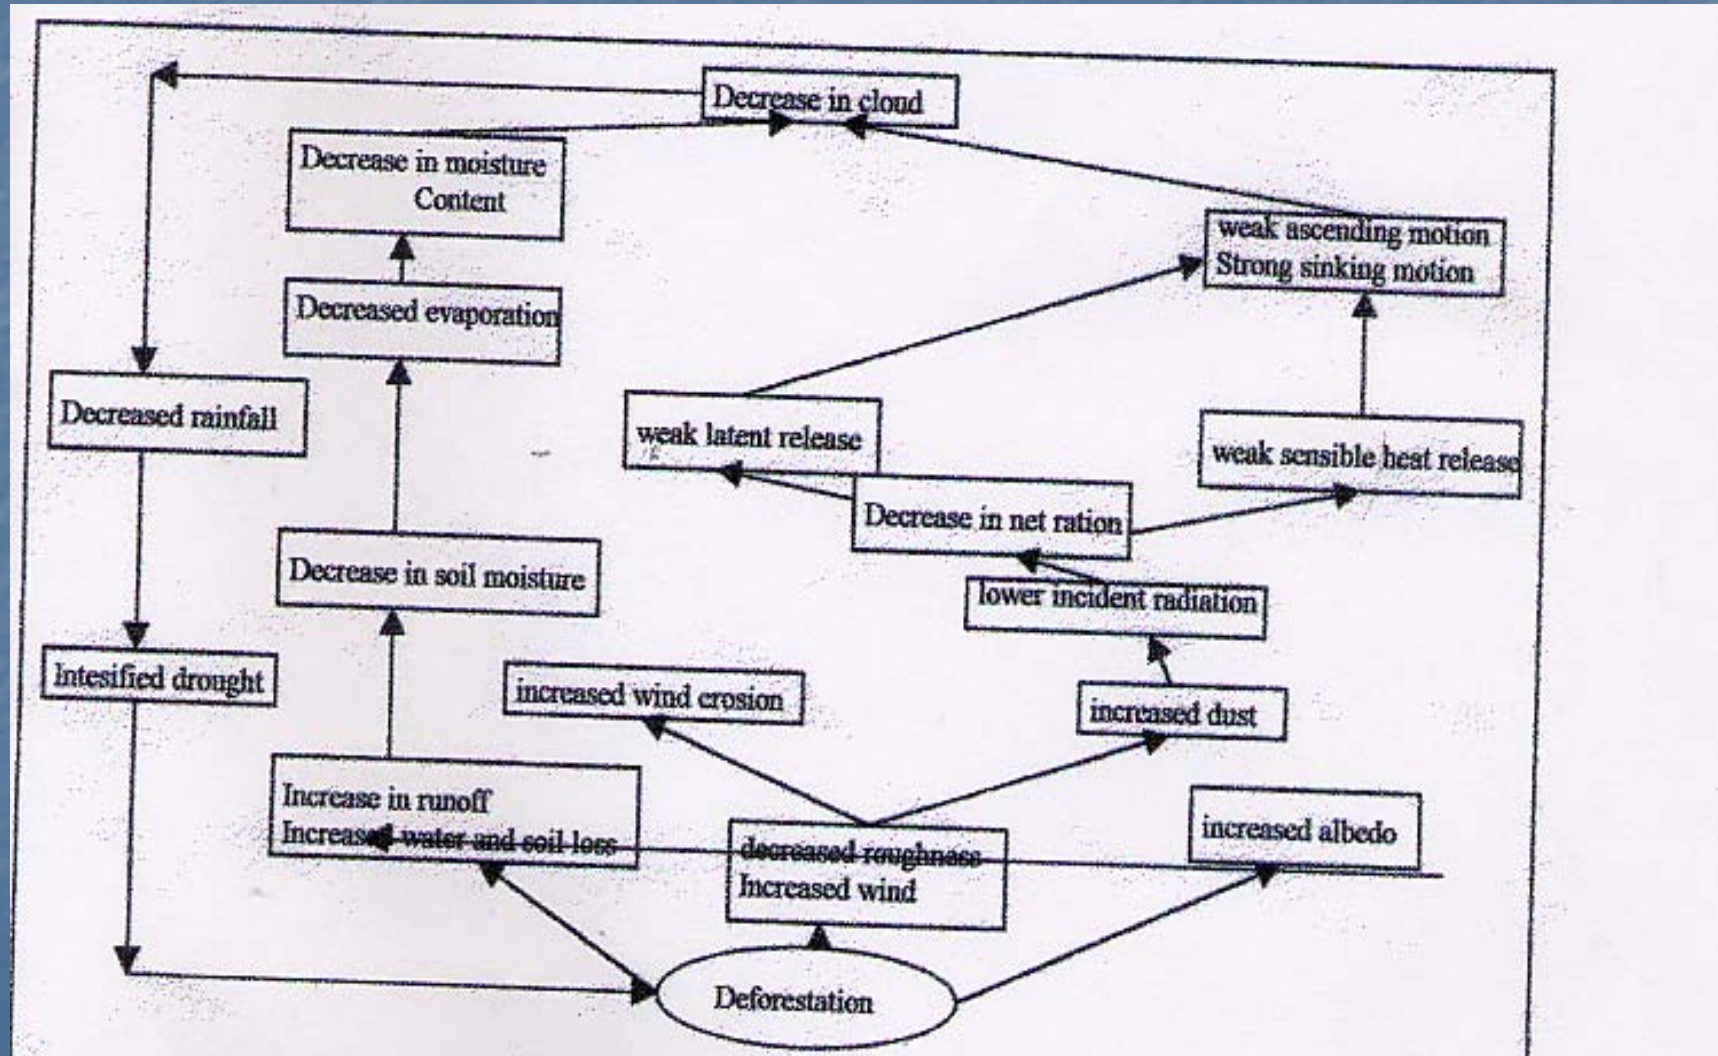 Decrease in cloud
Decrease in moisture
Content
weak ascending motion
Strong sinking motion
Decreased evaporation
Decreased rainfall
weak latent release
weak sensible heat release
Decrease in net ration
Decrease in soil moisture
lower incident radiation
Intesified drought
increased wind erosion
increased dust
Increase in runoff
Increased water and soil loss
decreased roughness
Increased wind
increased albedo
Deforestation